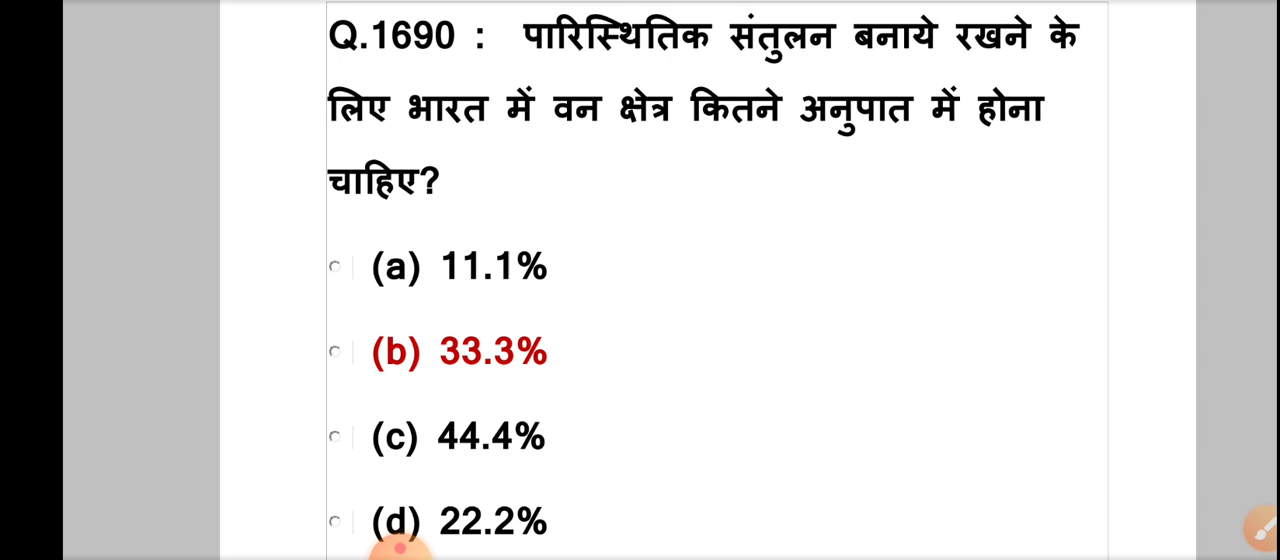 Q.1690 : पारिस्थितिक संतुलन बनाये रखने के
लिए भारत में वन क्षेत्र कितने अनुपात में होना
चाहिए?
(a) 11.1%
(b) 33.3%
(c) 44.4%
(d) 22.2%